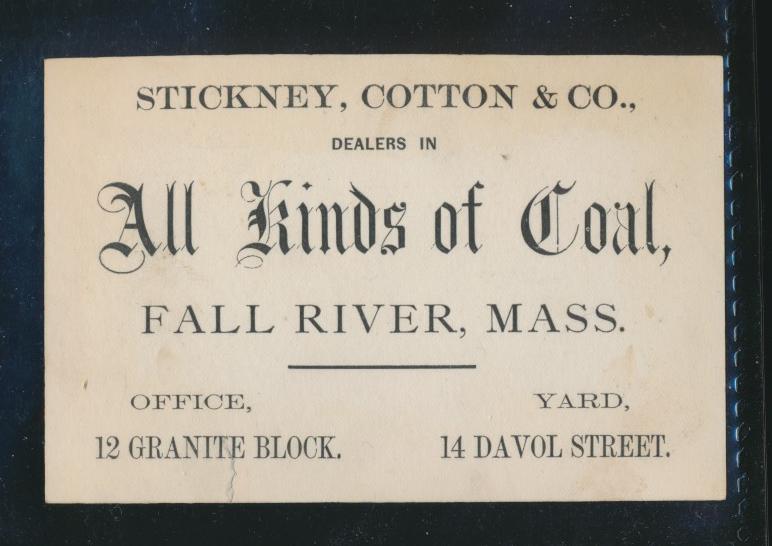 STICKNEY, COTTON & CO.,
DEALERS IN
All Kinds of Coal,
FALL RIVER, MASS.
OFFICE, YARD,
12 GRANITE BLOCK. 14 DAVOL STREET.